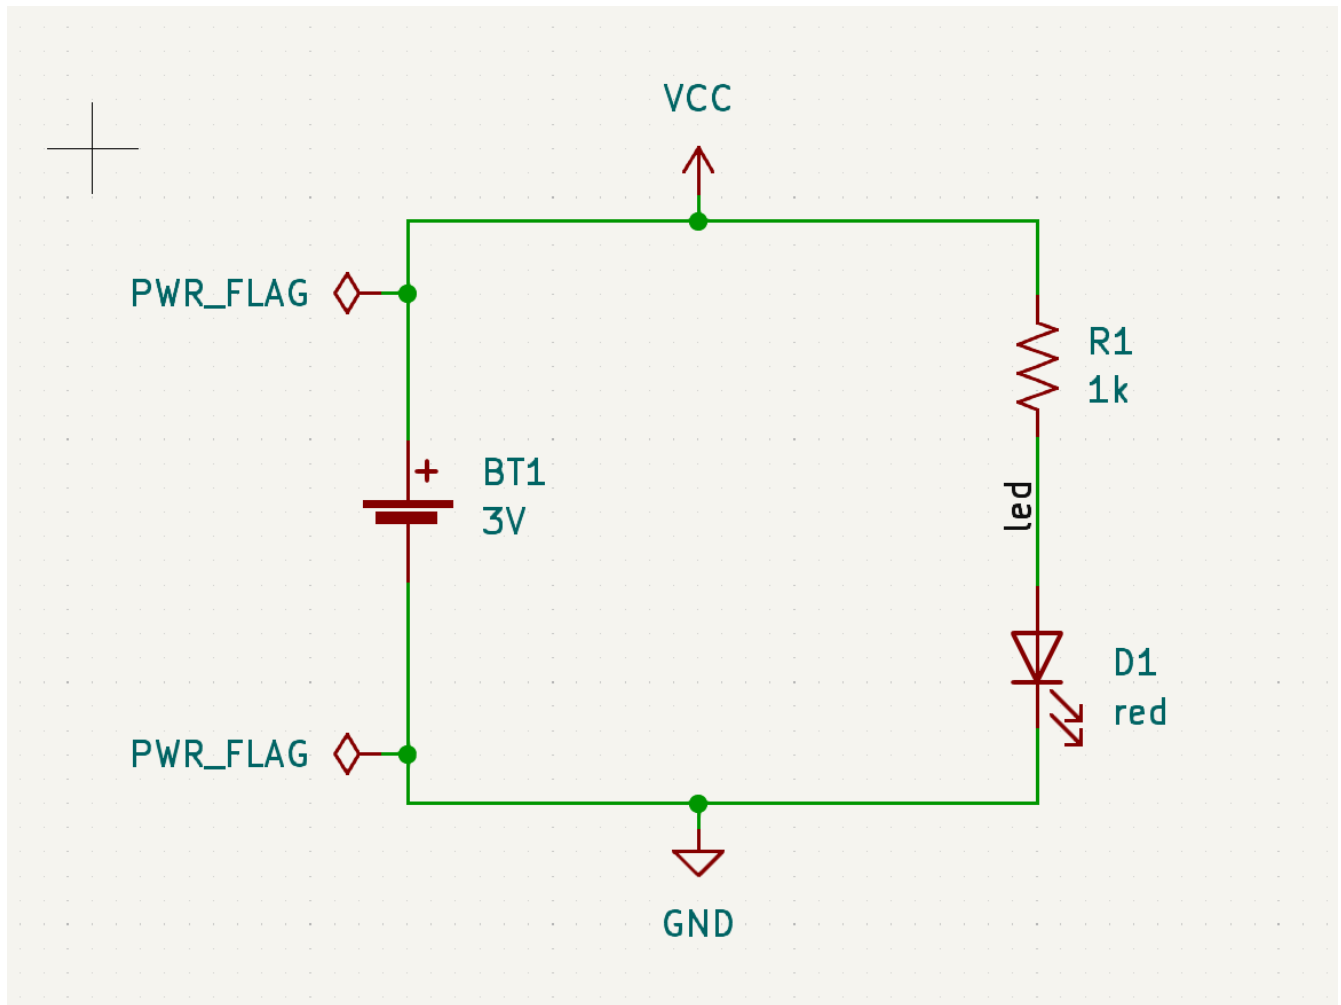 VCC
PWR_FLAG
R1
1k
BT1
3V
led
D1
red
PWR_FLAG
GND